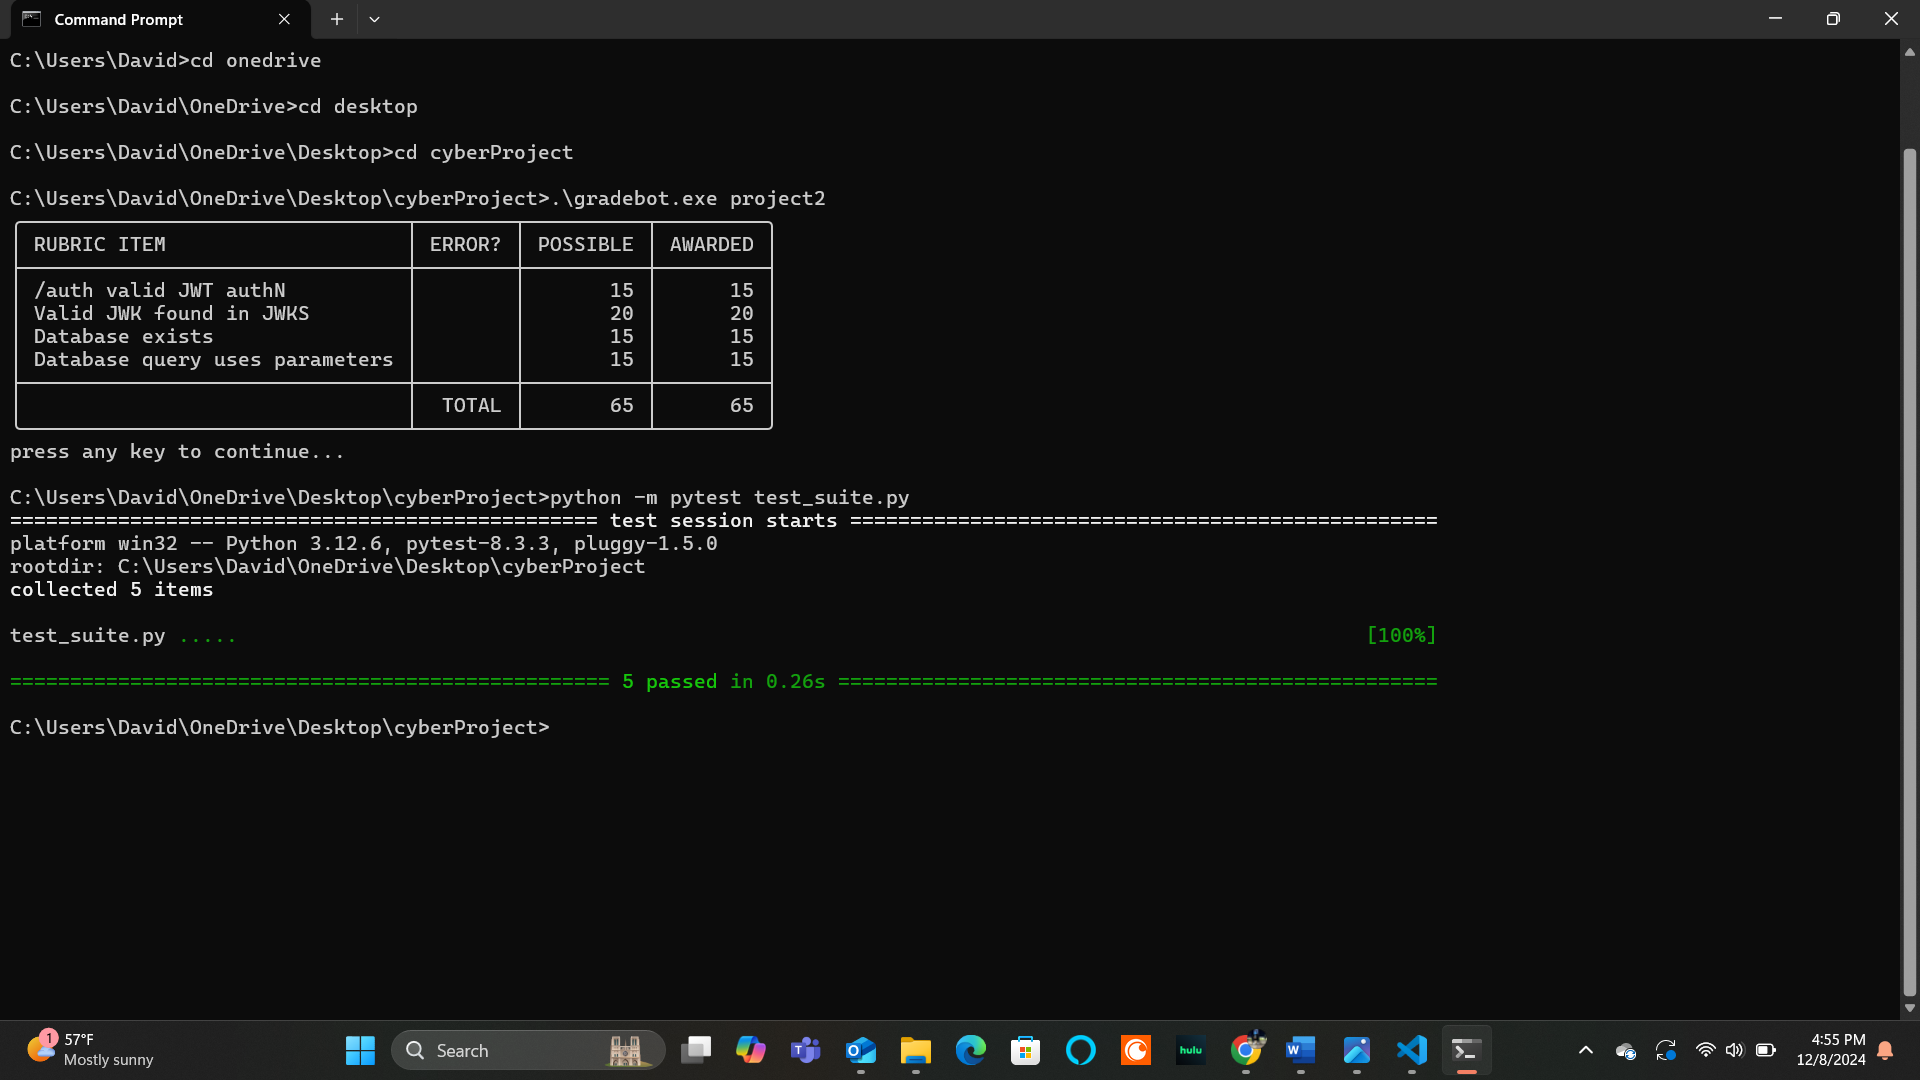 Command Prompt
C:\Users\David>cd onedrive
C:\Users\David\OneDrive>cd desktop
C:\Users\David\OneDrive\Desktop>cd cyberProject
C:\Users\David\OneDrive\Desktop\cyberProject>.\gradebot.exe project2
RUBRIC ITEM ERROR? POSSIBLE AWARDED
/auth valid JWT authN 15 15
Valid JWK found in JWKS 20 20
Database exists 15 15
Database query uses parameters 15 15
TOTAL 65 65
press any key to continue...
C:\Users\David\OneDrive\Desktop\cyberProject>python -m pytest test_suite.py
================================================= test session starts =================================================
platform win32 -- Python 3.12.6, pytest-8.3.3, pluggy-1.5.0
rootdir: C:\Users\David\OneDrive\Desktop\cyberProject
collected 5 items
test_suite.py ..... [100%]
================================================== 5 passed in 0.26s ==================================================
C:\Users\David\OneDrive\Desktop\cyberProject>
1
57°F
Mostly sunny
Search
hulu
4:55 PM
12/8/2024